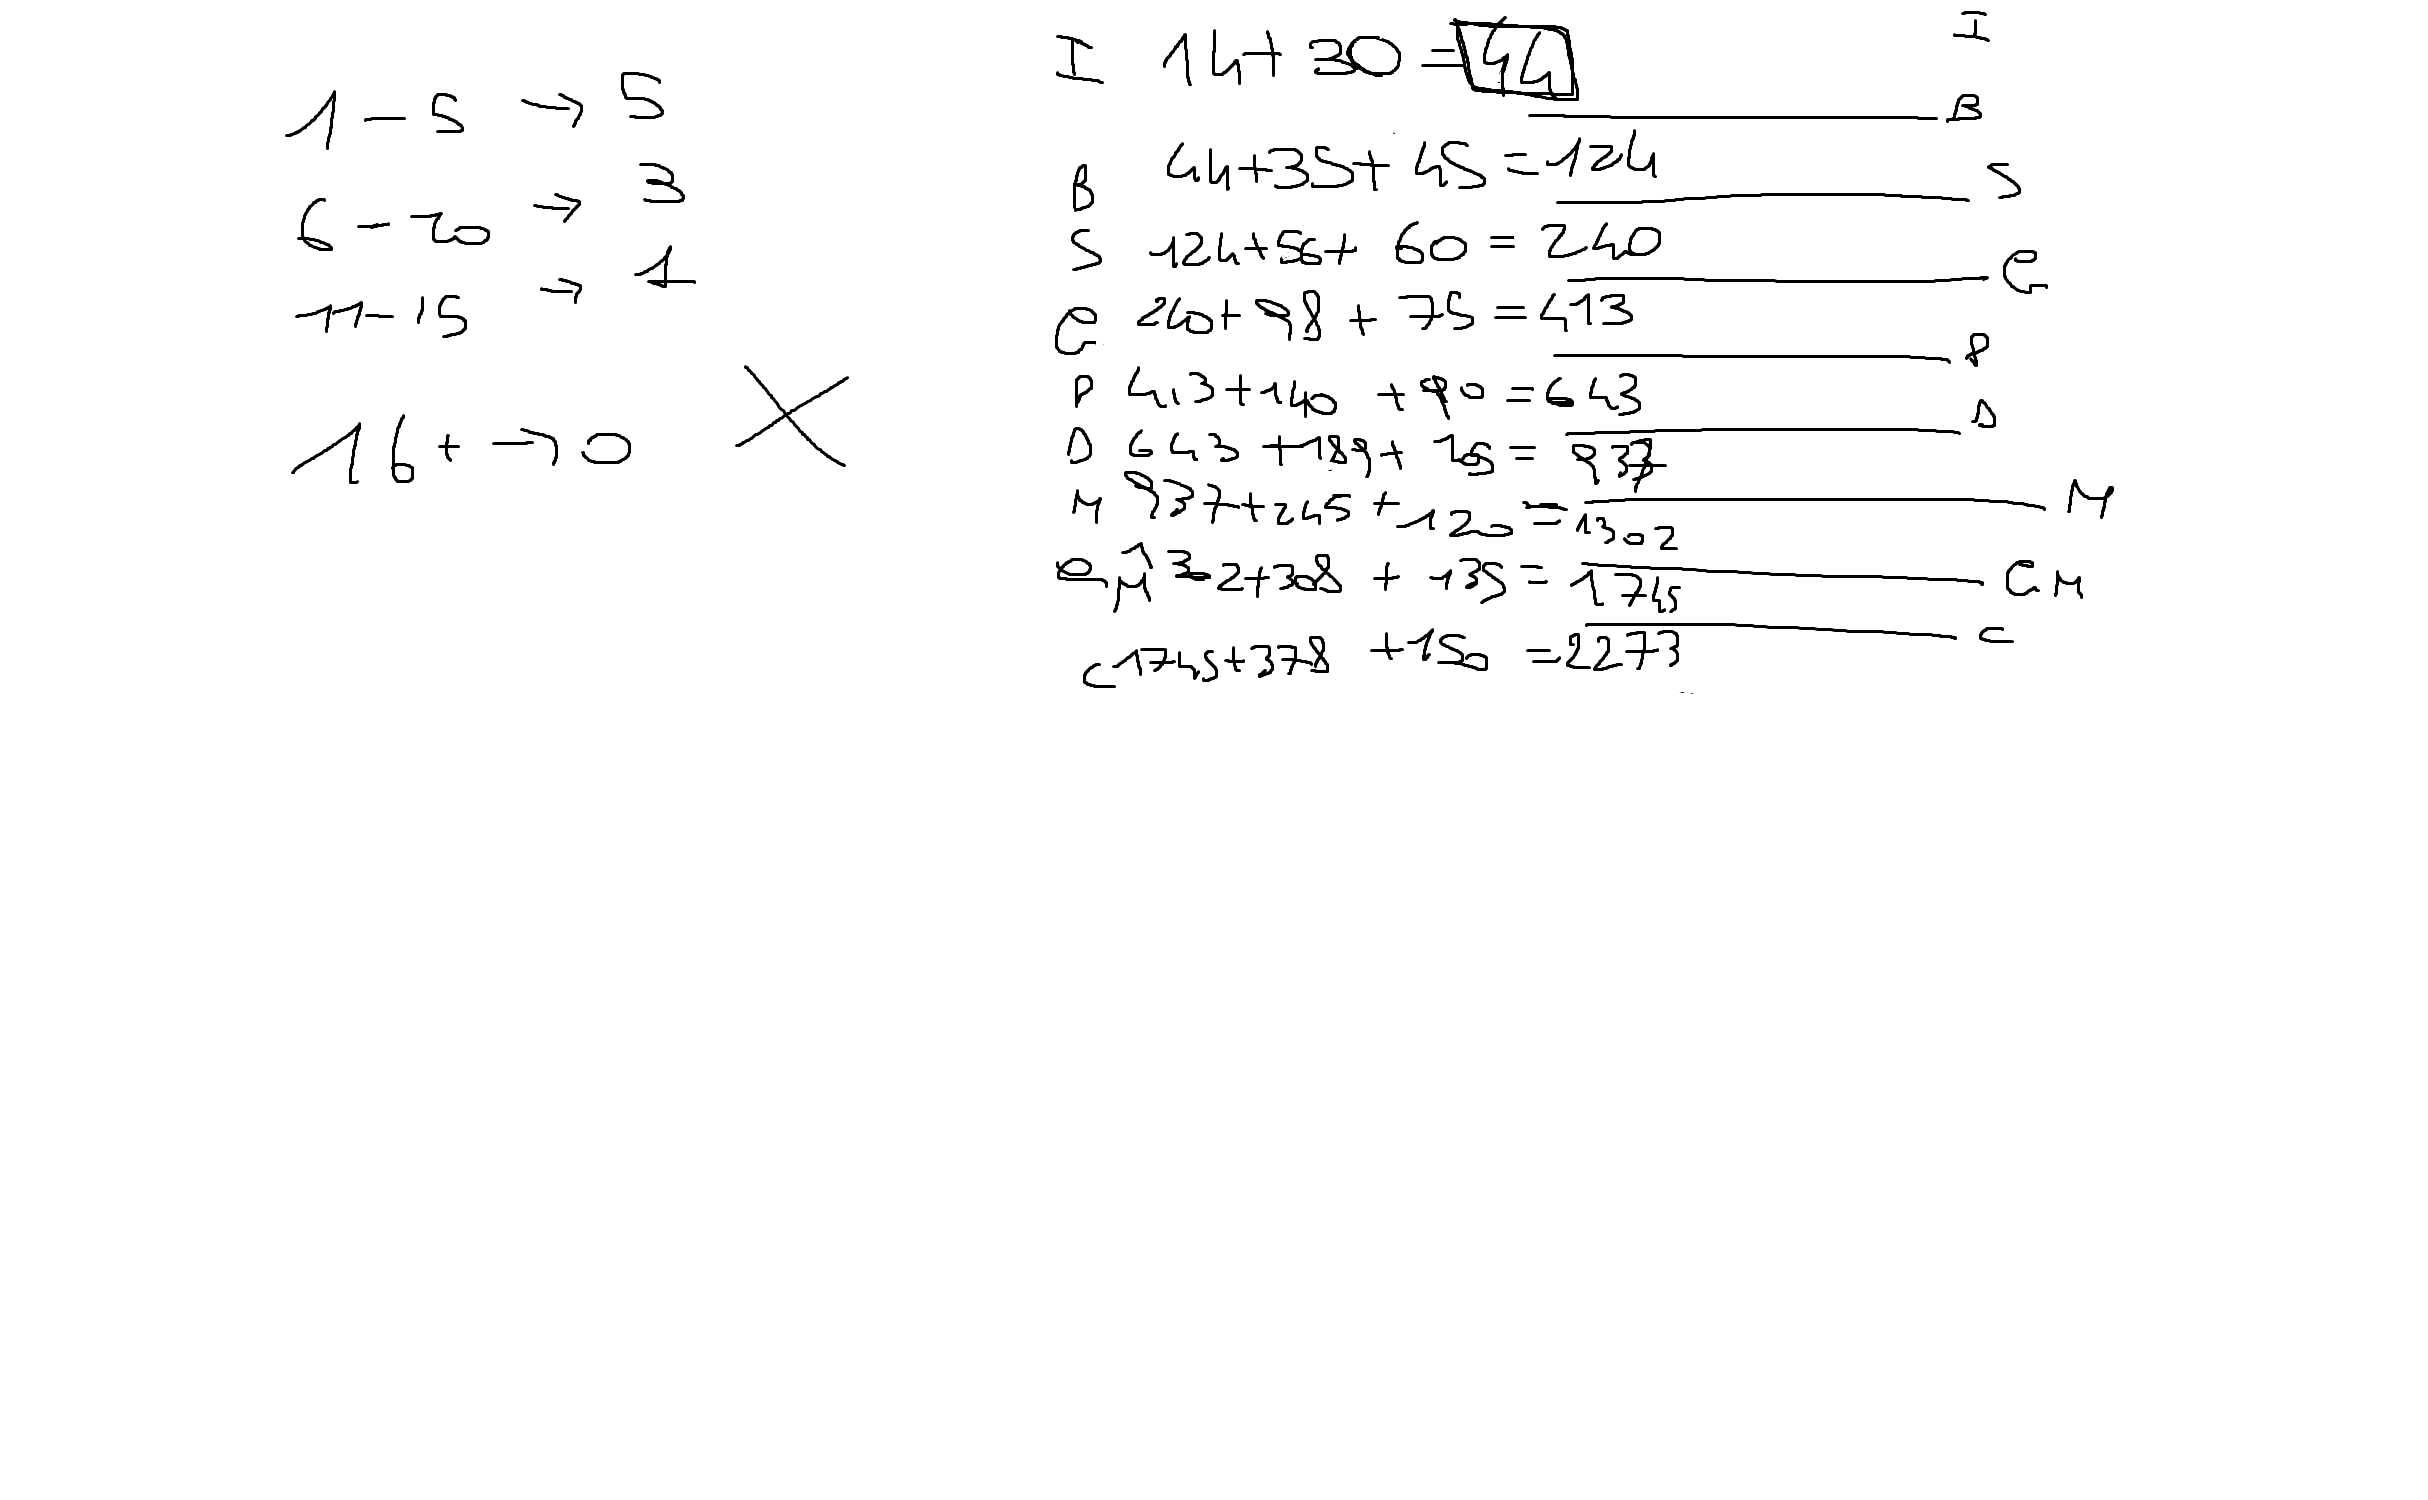 1 - 5 → 5
6 - 10 → 3
11 - 15 → 1
16+ → 0
I 14 + 30 = 44
I
B
B 44 + 35 + 45 = 124
S
S 124 + 56 + 60 = 240
G
G 240 + 98 + 75 = 413
P
P 413 + 140 + 90 = 643
D
D 643 + 189 + 105 = 937
M
M 937 + 245 + 120 = 1302
GM
GM 1302 + 308 + 135 = 1745
C
C 1745 + 378 + 150 = 2273